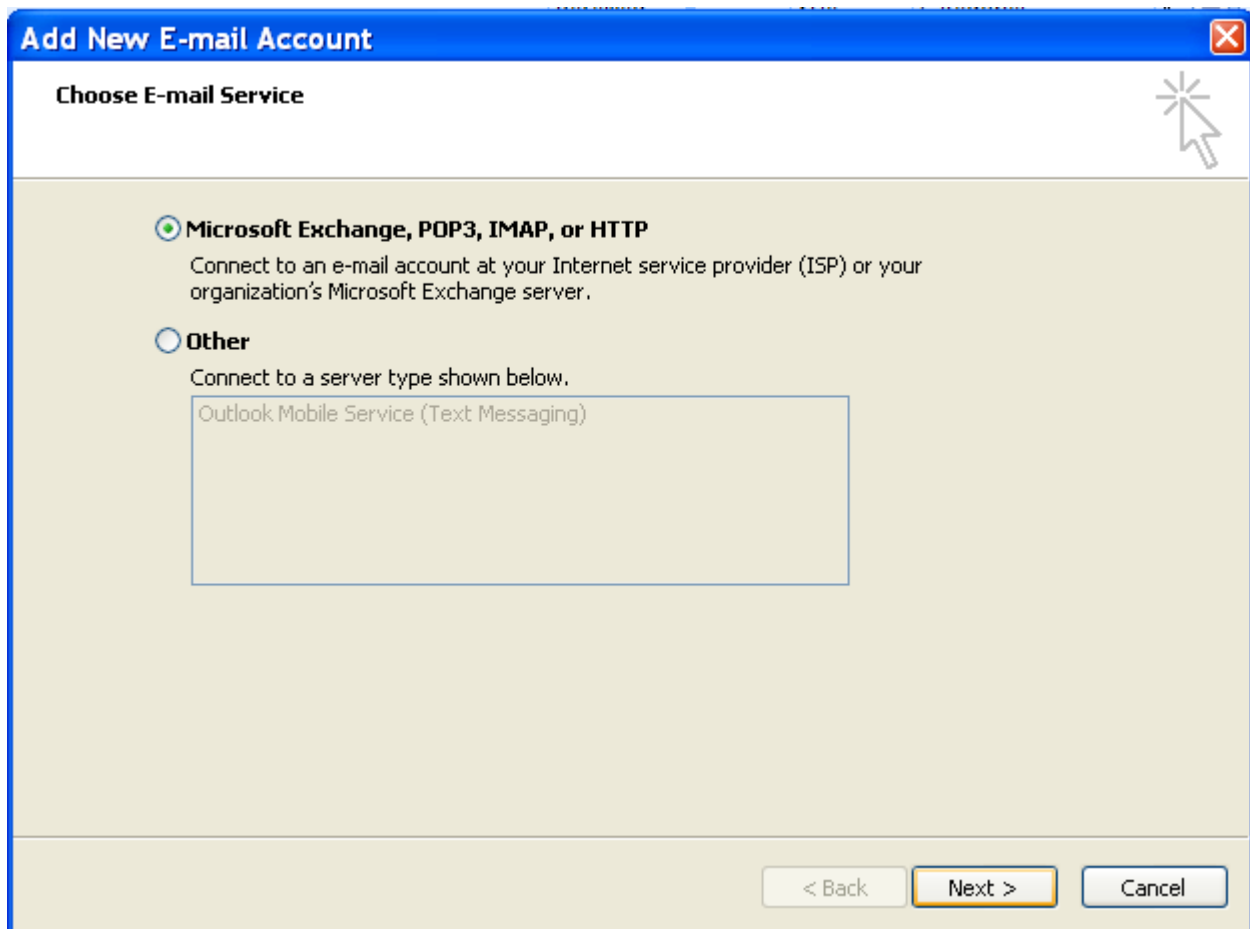 Add New E-mail Account
Choose E-mail Service
Microsoft Exchange, POP3, IMAP, or HTTP
Connect to an e-mail account at your Internet service provider (ISP) or your
organization's Microsoft Exchange server.
Other
Connect to a server type shown below.
Outlook Mobile Service (Text Messaging)
< Back
Next >
Cancel